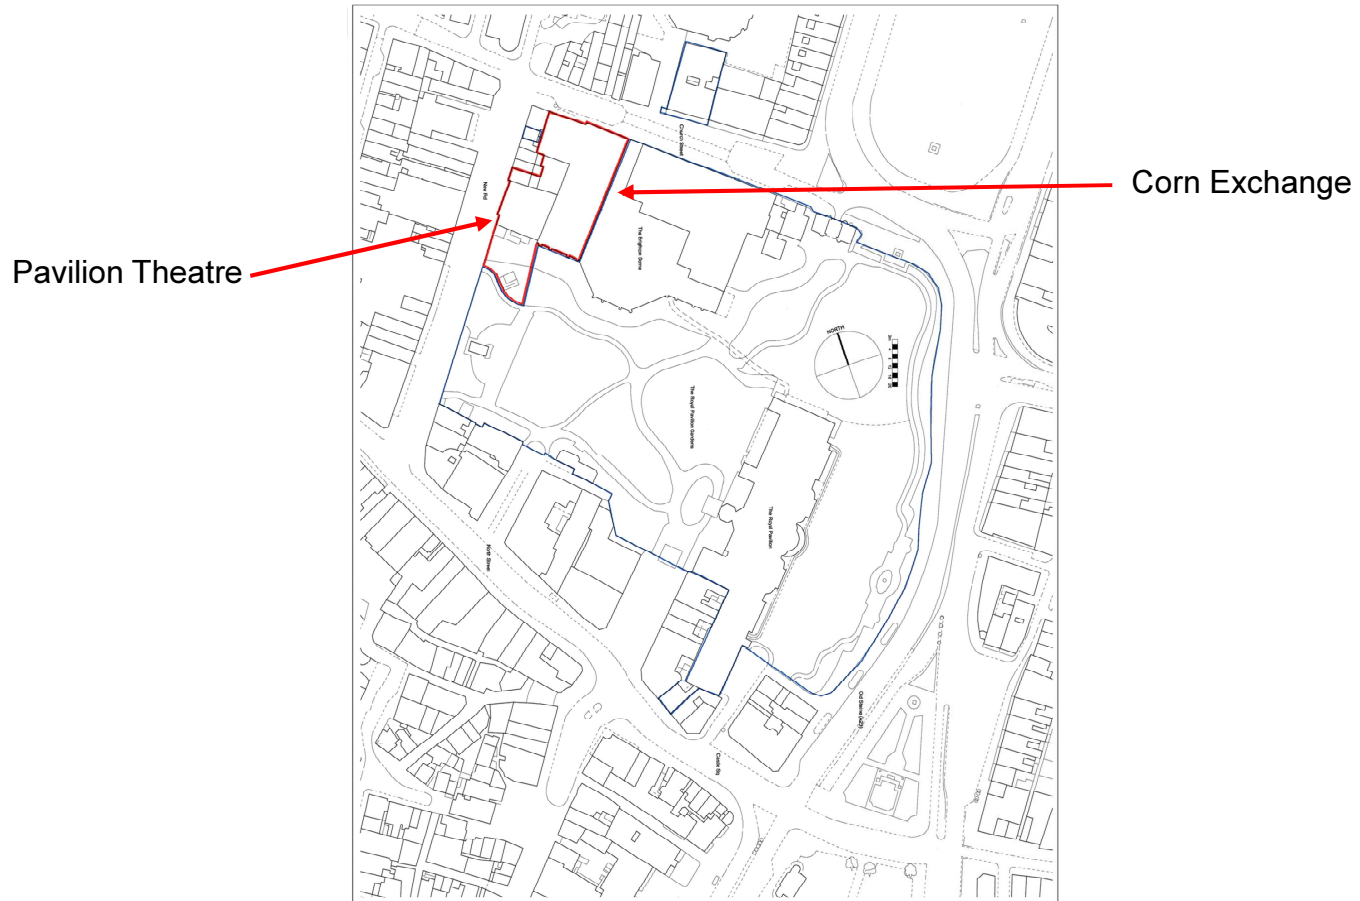 Church Street
Corn Exchange
New Rd
The Brighton Dome
Pavilion Theatre
NORTH
The Royal Pavilion Gardens
The Royal Pavilion
North Street
Old Steine (A23)
Castle Sq